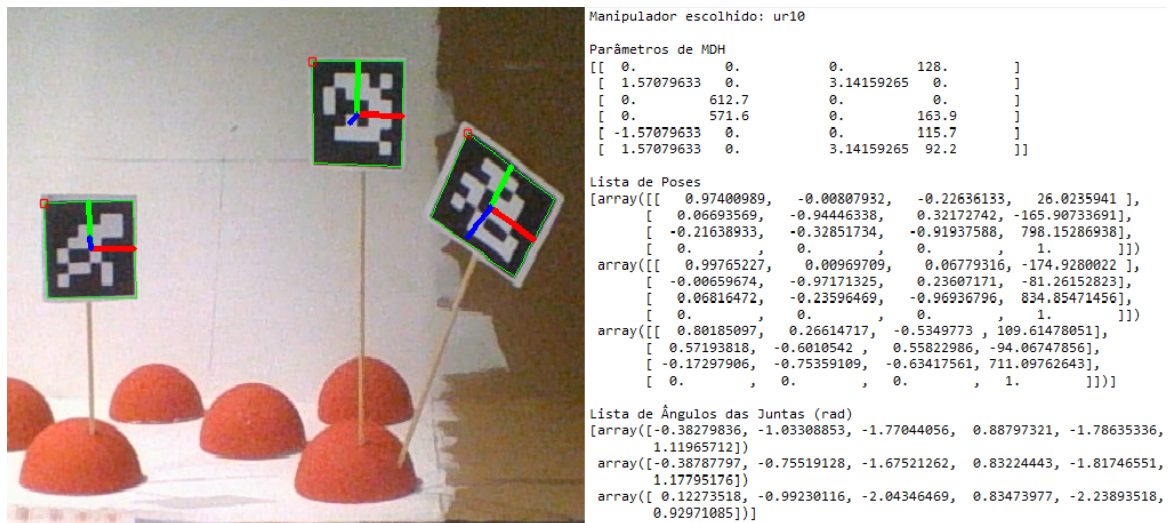 Manipulador escolhido: ur10
Parâmetros de MDH
[[ 0. 0. 0. 128. ]
[ 1.57079633 0. 3.14159265 0. ]
[ 0. 612.7 0. 0. ]
[ 0. 571.6 0. 163.9 ]
[ -1.57079633 0. 0. 115.7 ]
[ 1.57079633 0. 3.14159265 92.2 ]]
Lista de Poses
[array([[ 0.97400989, -0.00807932, -0.22636133, 26.0235941 ],
[ 0.06693569, -0.94446338, 0.32172742, -165.90733691],
[ -0.21638933, -0.32851734, -0.91937588, 798.15286938],
[ 0. , 0. , 0. , 1. ]])
array([[ 0.99765227, 0.00969709, 0.06779316, -174.9280022 ],
[ -0.00659674, -0.97171325, 0.23607171, -81.26152823],
[ 0.06816472, -0.23596469, -0.96936796, 834.85471456],
[ 0. , 0. , 0. , 1. ]])
array([[ 0.80185097, 0.26614717, -0.5349773 , 109.61478051],
[ 0.57193818, -0.6010542 , 0.55822986, -94.06747856],
[ -0.17297906, -0.75359109, -0.63417561, 711.09762643],
[ 0. , 0. , 0. , 1. ]])]
Lista de Ângulos das Juntas (rad)
[array([-0.38279836, -1.03308853, -1.77044056, 0.88797321, -1.78635336,
1.11965712])
array([-0.38787797, -0.75519128, -1.67521262, 0.83224443, -1.81746551,
1.17795176])
array([ 0.12273518, -0.99230116, -2.04346469, 0.83473977, -2.23893518,
0.92971085])]